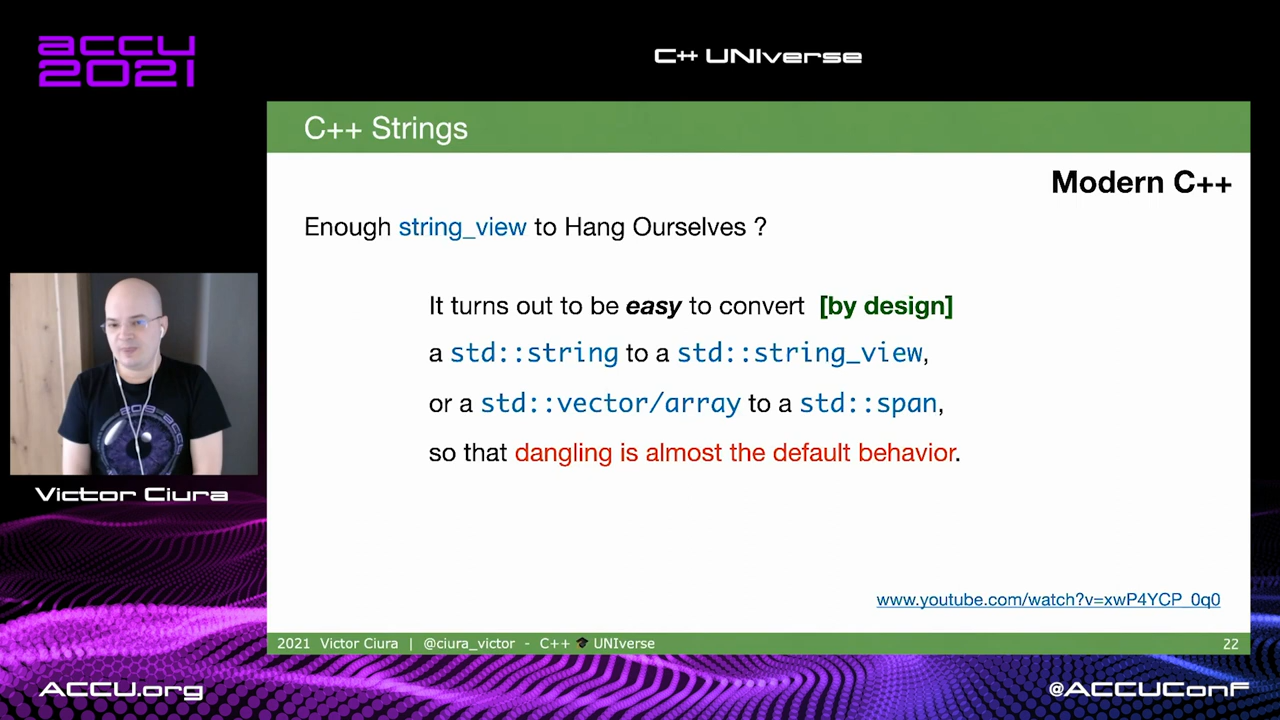 accu
2021
C++ UNIverse
C++ Strings
Modern C++
Enough string_view to Hang Ourselves ?
It turns out to be easy to convert [by design]
a std::string to a std::string_view,
or a std::vector/array to a std::span,
so that dangling is almost the default behavior.
Victor Ciura
www.youtube.com/watch?v=xwP4YCP_0q0
2021 Victor Ciura | @ciura_victor - C++ 🎓 UNIverse
22
ACCU.org
@ACCUConf